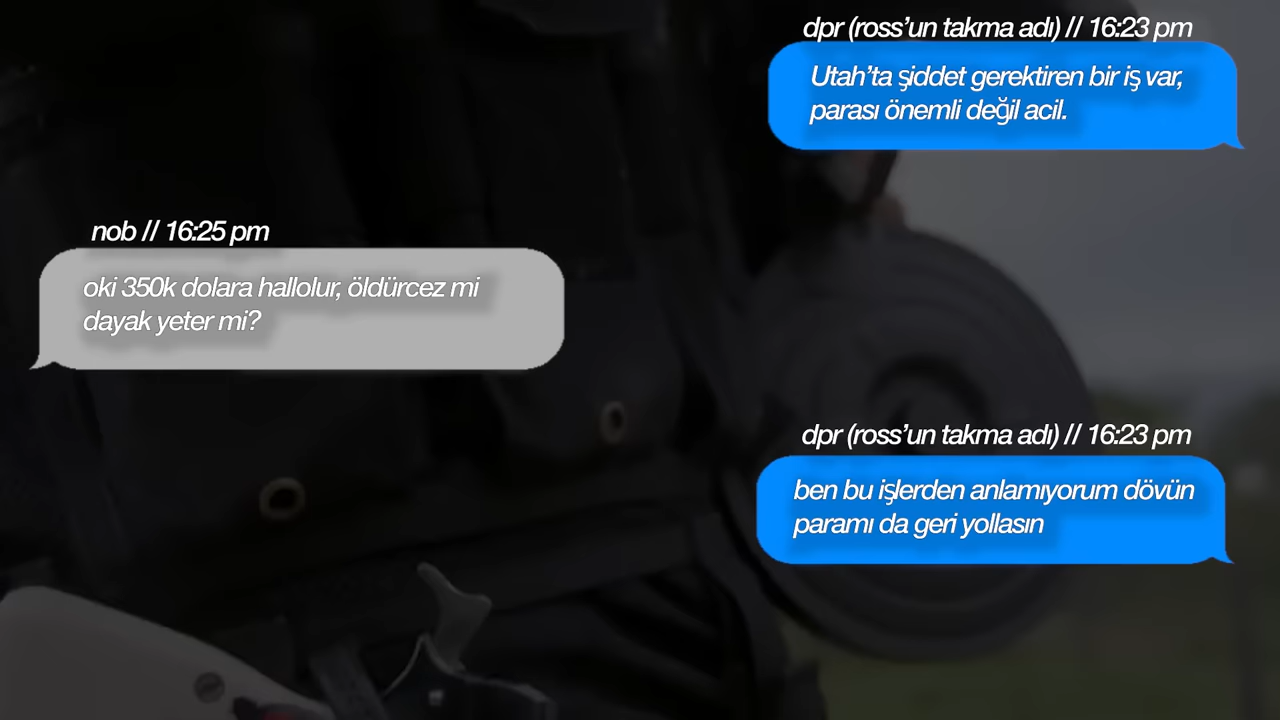 dpr (ross'un takma adı) // 16:23 pm
Utah'ta şiddet gerektiren bir iş var,
parası önemli değil acil.
nob // 16:25 pm
oki 350k dolara hallolur, öldürcez mi
dayak yeter mi?
dpr (ross'un takma adı) // 16:23 pm
ben bu işlerden anlamıyorum dövün
paramı da geri yollasın